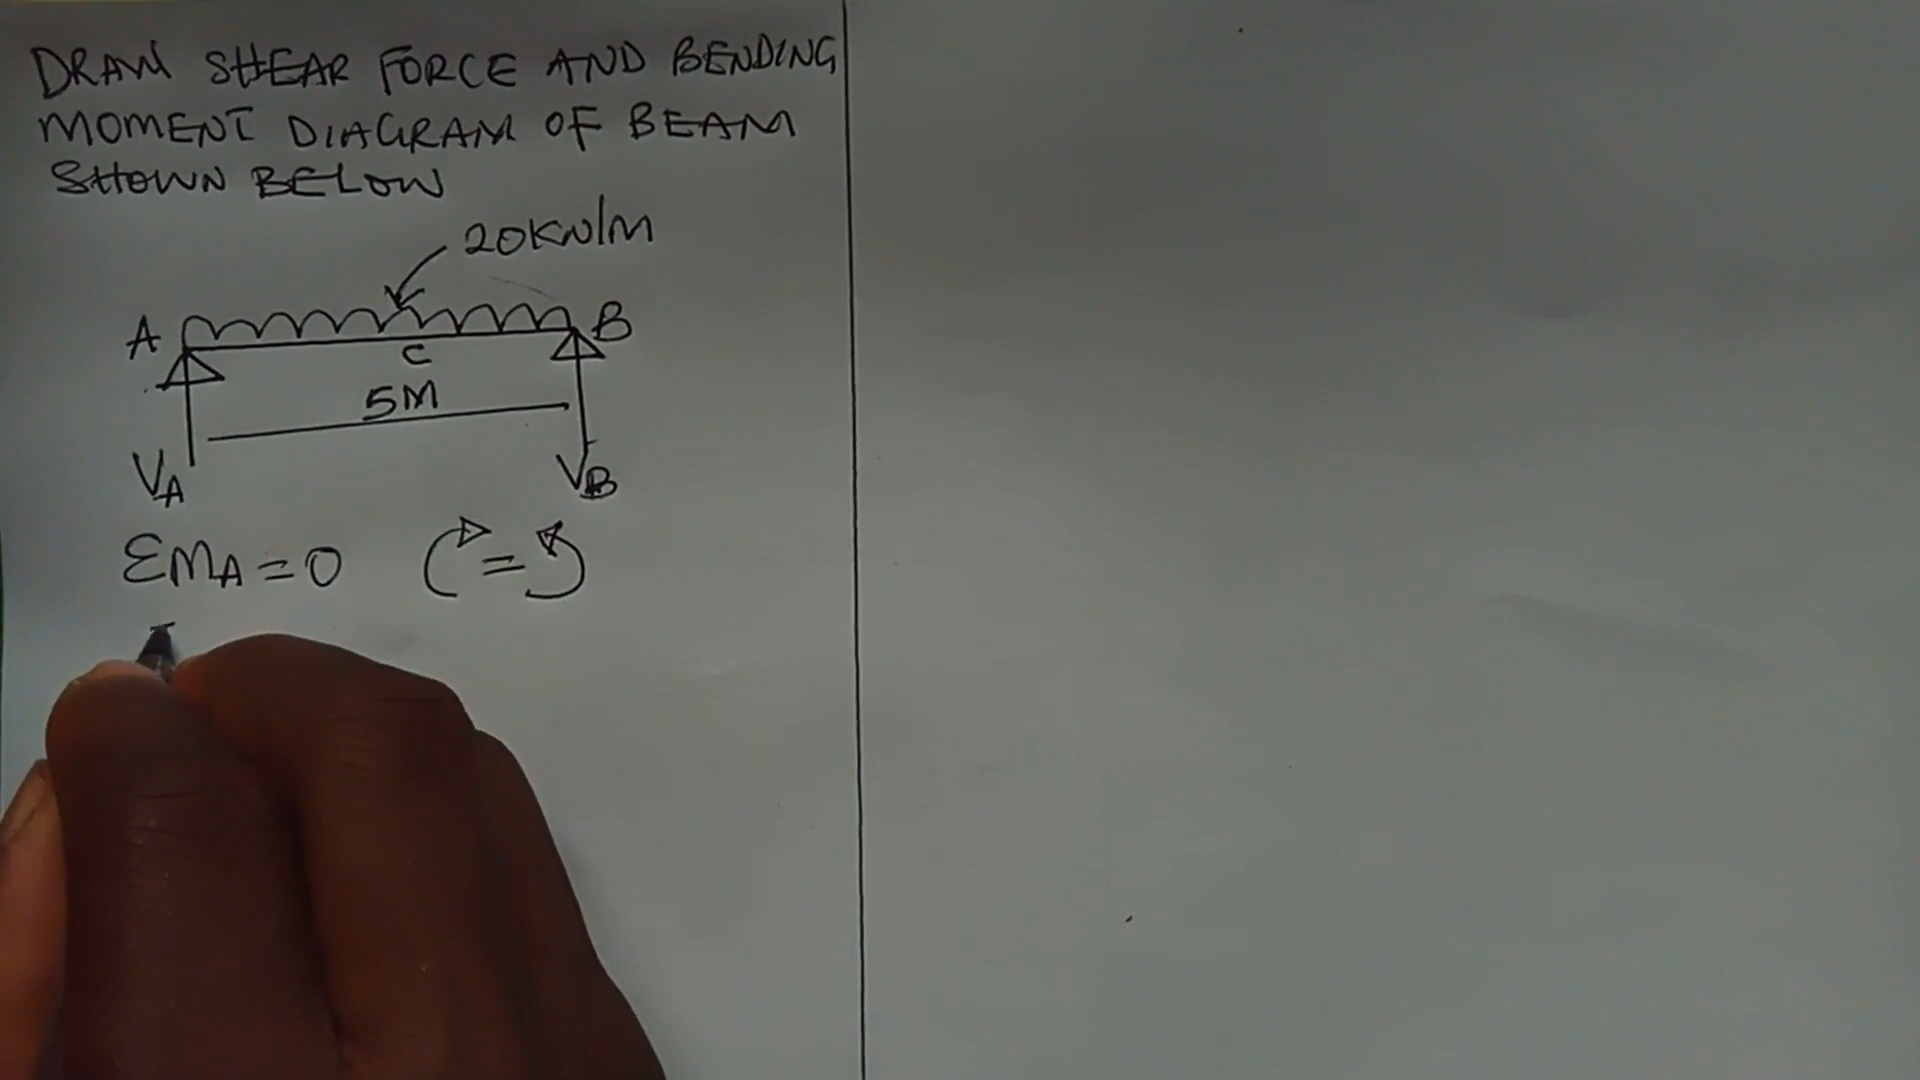 DRAW SHEAR FORCE AND BENDING
MOMENT DIAGRAM OF BEAM
SHOWN BELOW
20KN/M
A B
C
5M
VA VB
ΣMA = 0 ( = )